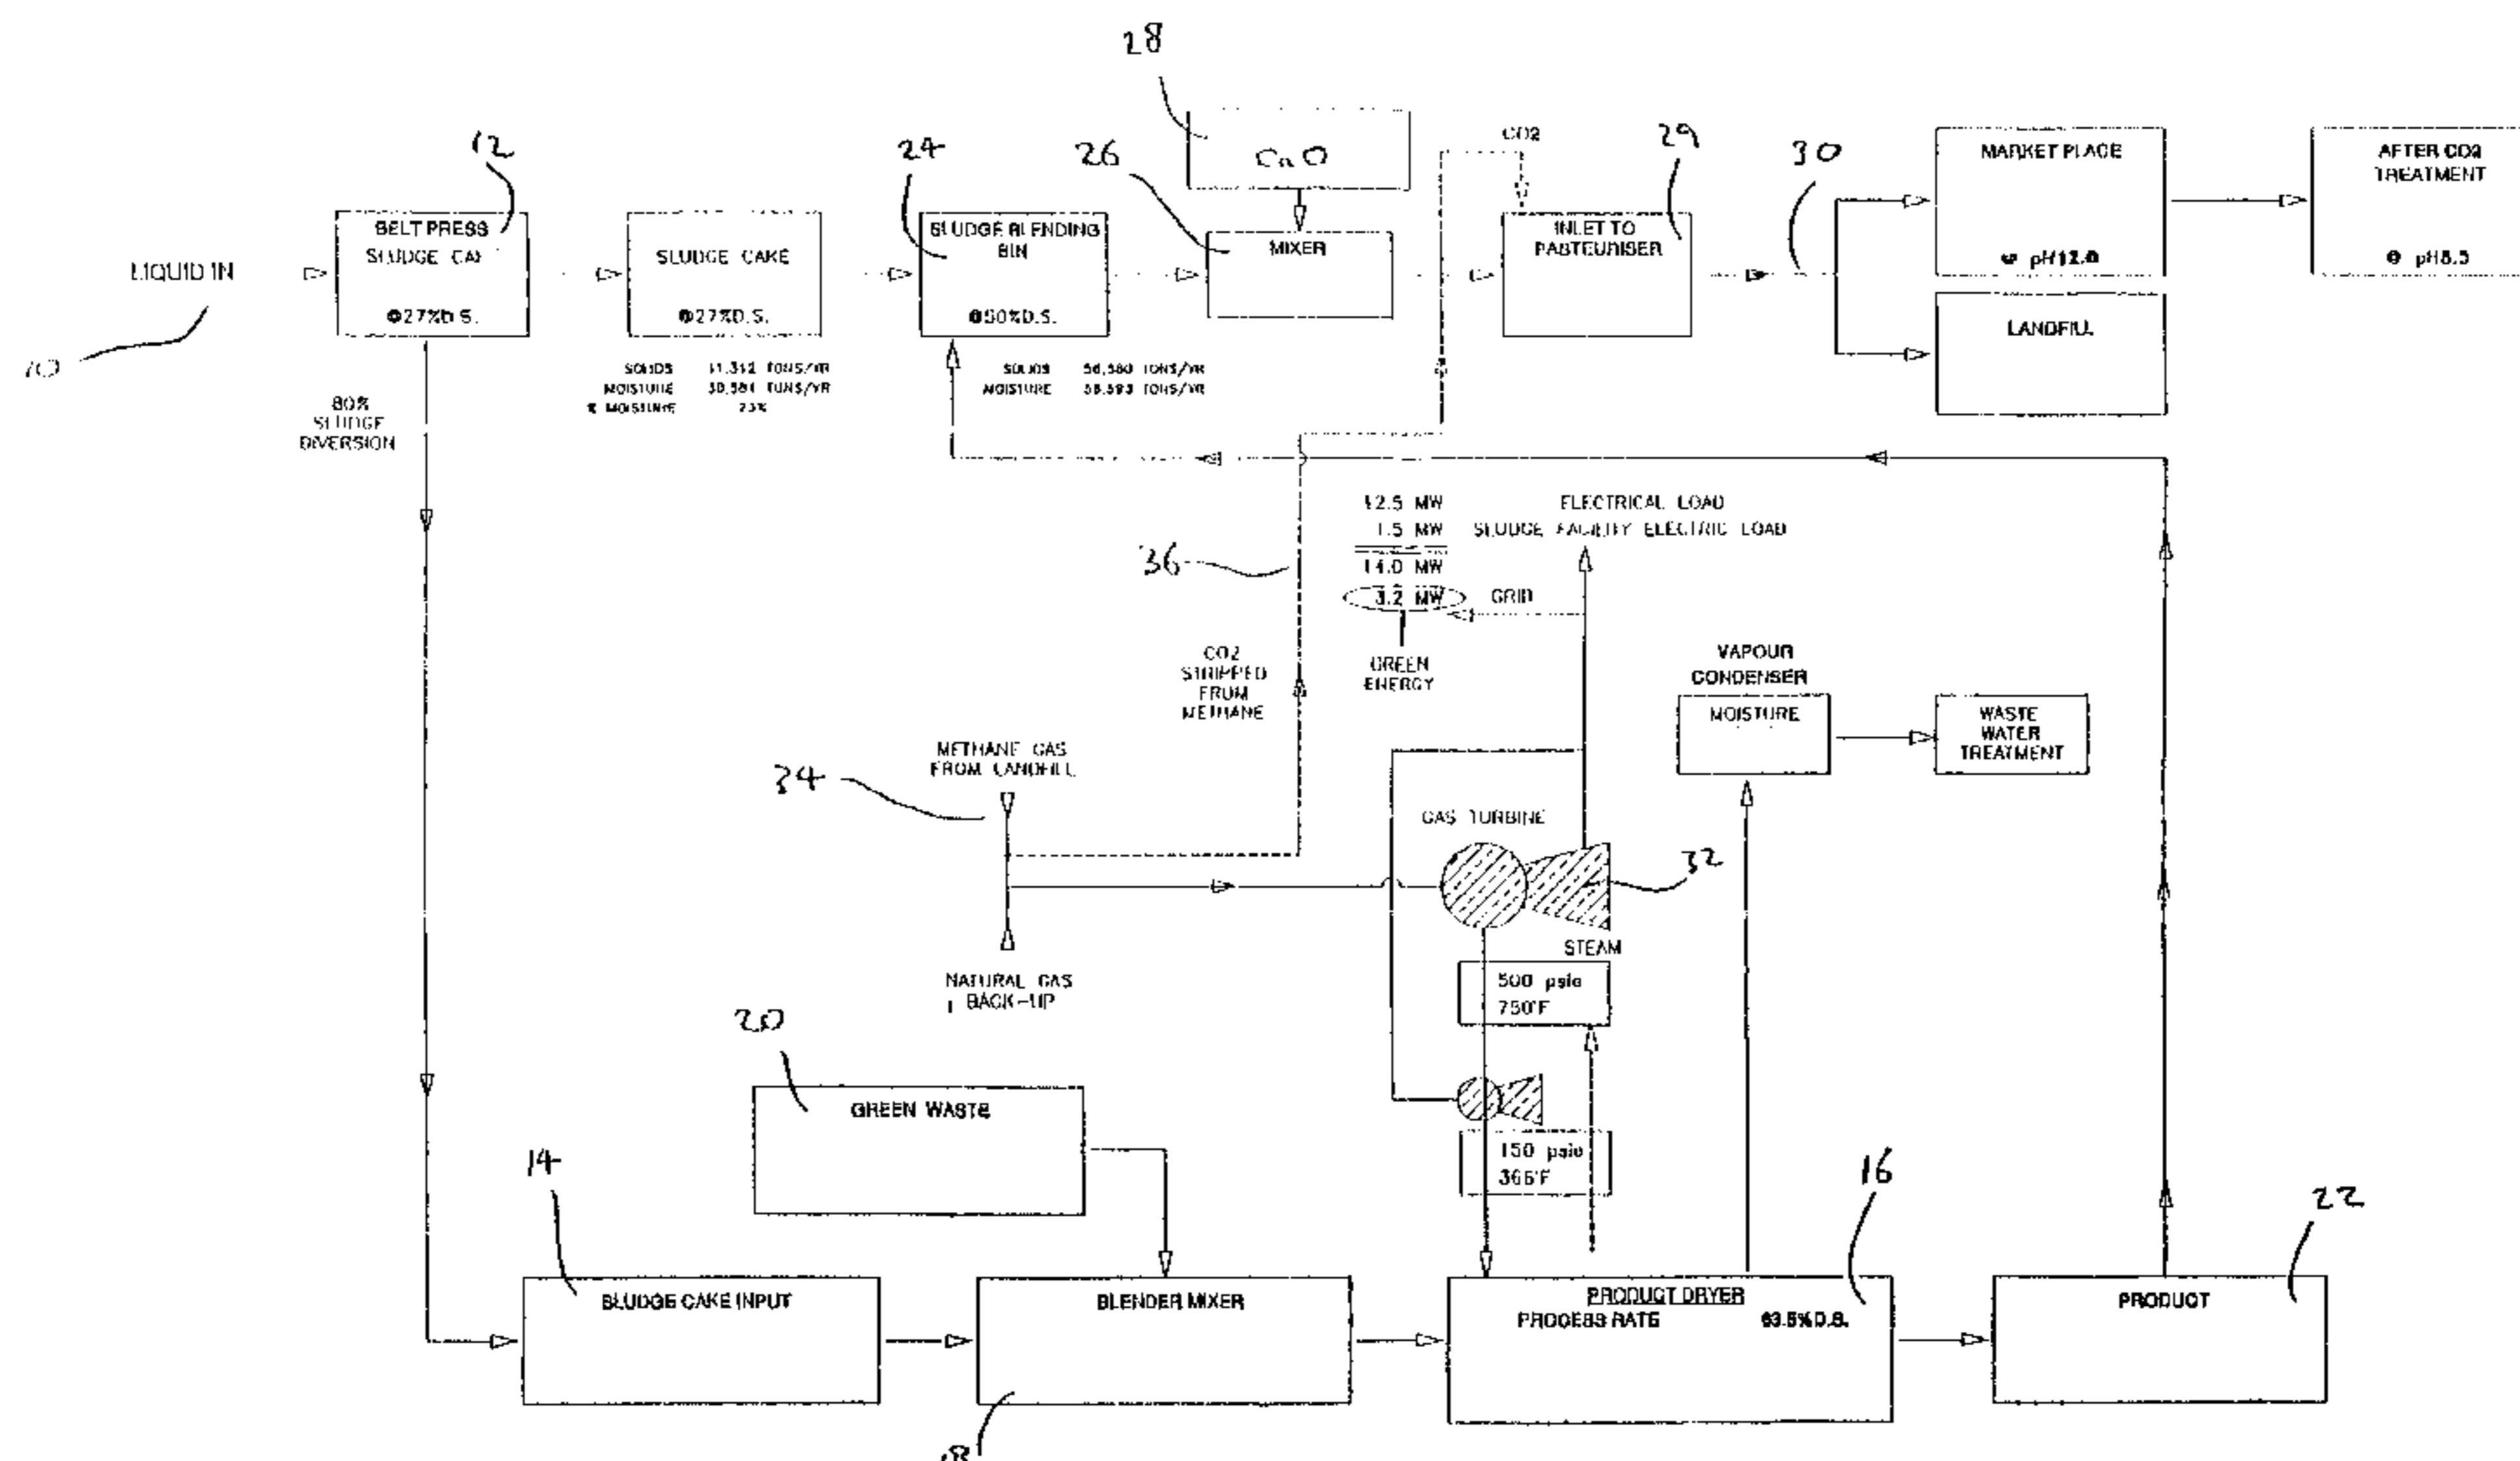 28
12
24
26
CaO
CO2
29
30
MARKET PLACE
@ pH12.0
AFTER CO2
TREATMENT
@ pH8.5
LIQUID IN
10
BELT PRESS
SLUDGE CAKE
@27%D.S.
SLUDGE CAKE
@27%D.S.
SLUDGE BLENDING
BIN
@50%D.S.
MIXER
INLET TO
PASTEURISER
LANDFILL
SOLIDS 11,312 TONS/YR
MOISTURE TONS/YR
% MOISTURE
SOLIDS TONS/YR
MOISTURE TONS/YR
80%
SLUDGE
DIVERSION
12.5 MW ELECTRICAL LOAD
1.5 MW SLUDGE FACILITY ELECTRIC LOAD
14.0 MW
3.2 MW GRID
GREEN
ENERGY
36
CO2
STRIPPED
FROM
METHANE
VAPOUR
CONDENSER
MOISTURE
WASTE
WATER
TREATMENT
METHANE GAS
FROM LANDFILL
34
GAS TURBINE
32
STEAM
500 psig
750°F
NATURAL GAS
BACK-UP
20
GREEN WASTE
150 psig
366°F
14
16
22
SLUDGE CAKE INPUT
BLENDER MIXER
PRODUCT DRYER
PROCESS RATE 63.5%D.S.
PRODUCT
18